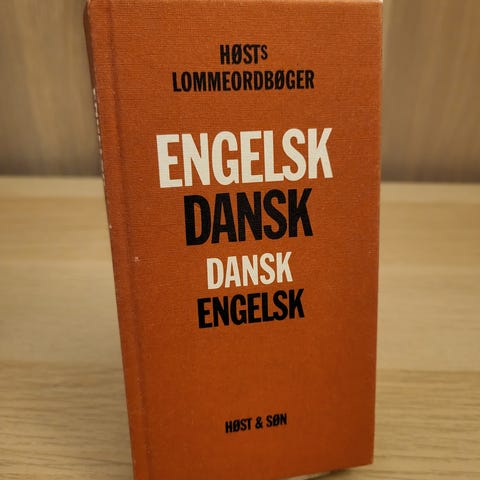 HØSTS
LOMMEORDBØGER
ENGELSK
DANSK
DANSK
ENGELSK
HØST & SØN